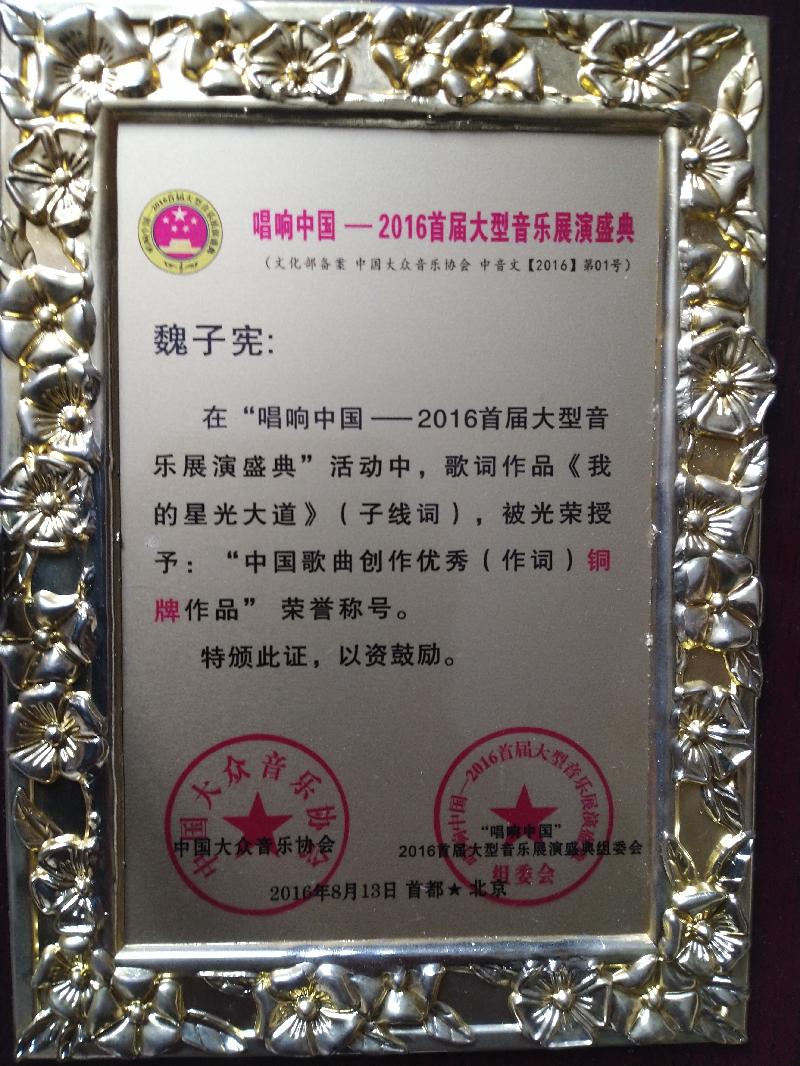 唱响中国 — 2016首届大型音乐展演盛典
（文化部备案 中国大众音乐协会 中音文【2016】第01号）
魏子宪：
在“唱响中国——2016首届大型音
乐展演盛典”活动中，歌词作品《我
的星光大道》（子线词），被光荣授
予：“中国歌曲创作优秀（作词）铜
牌作品” 荣誉称号。
特颁此证，以资鼓励。
中国大众音乐协会
中国大众音乐协会
“唱响中国”
2016首届大型音乐展演盛典组委会
组委会
2016年8月13日 首都★北京